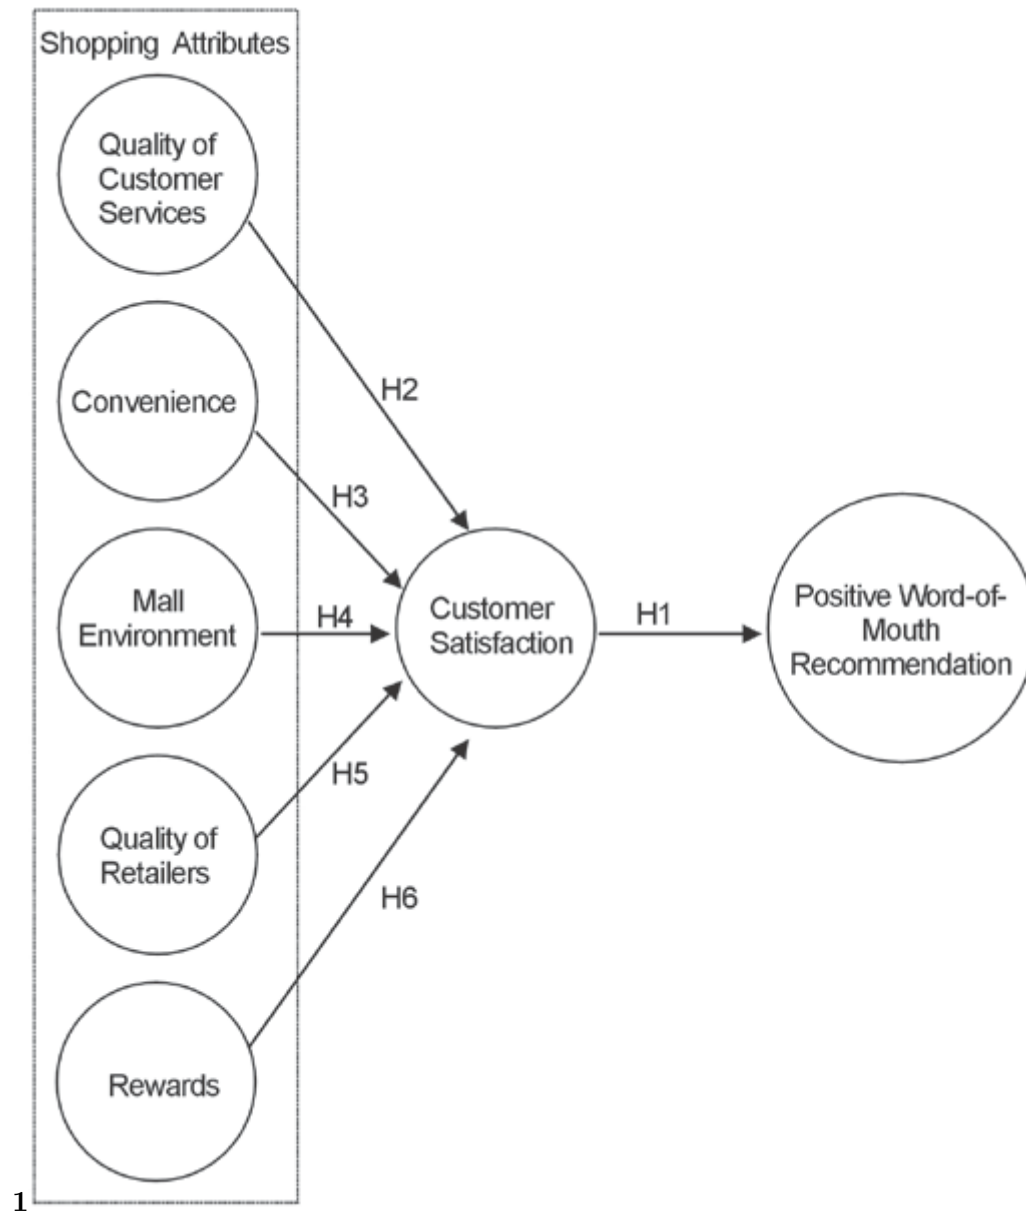 Shopping Attributes
Quality of
Customer
Services
H2
Convenience
H3
Mall
Environment
H4
Customer
Satisfaction
H1
Positive Word-of-
Mouth
Recommendation
Quality of
Retailers
H5
H6
Rewards
1